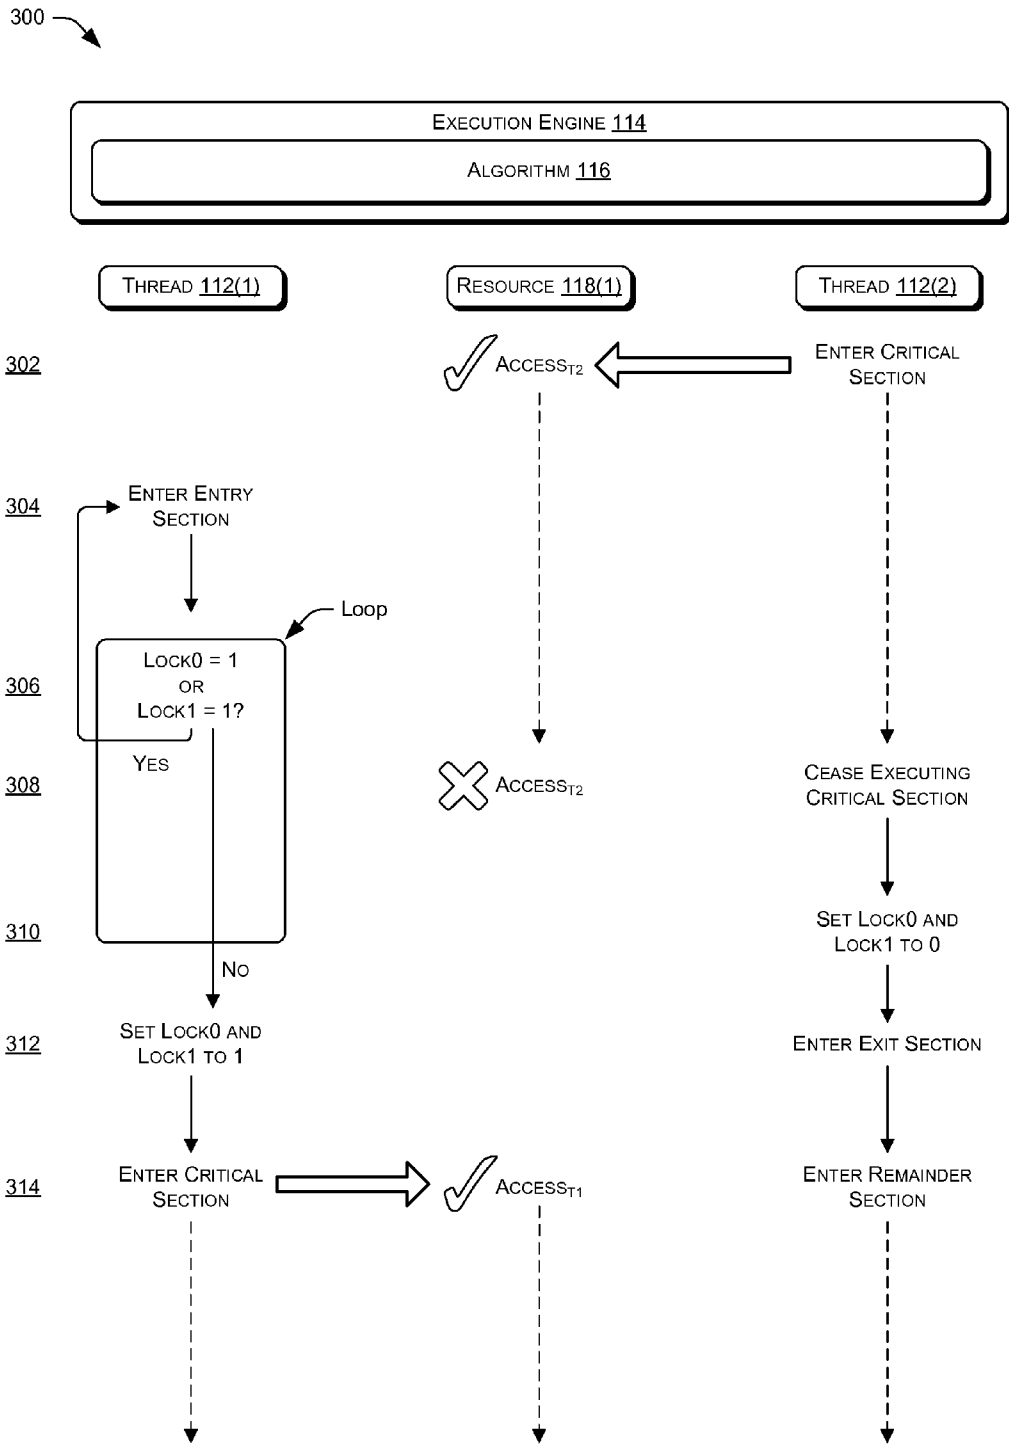 300
EXECUTION ENGINE 114
ALGORITHM 116
THREAD 112(1)
RESOURCE 118(1)
THREAD 112(2)
302
ACCESST2
ENTER CRITICAL
SECTION
304
ENTER ENTRY
SECTION
Loop
306
LOCK0 = 1
OR
LOCK1 = 1?
YES
308
ACCESST2
CEASE EXECUTING
CRITICAL SECTION
310
SET LOCK0 AND
LOCK1 TO 0
NO
312
SET LOCK0 AND
LOCK1 TO 1
ENTER EXIT SECTION
314
ENTER CRITICAL
SECTION
ACCESST1
ENTER REMAINDER
SECTION